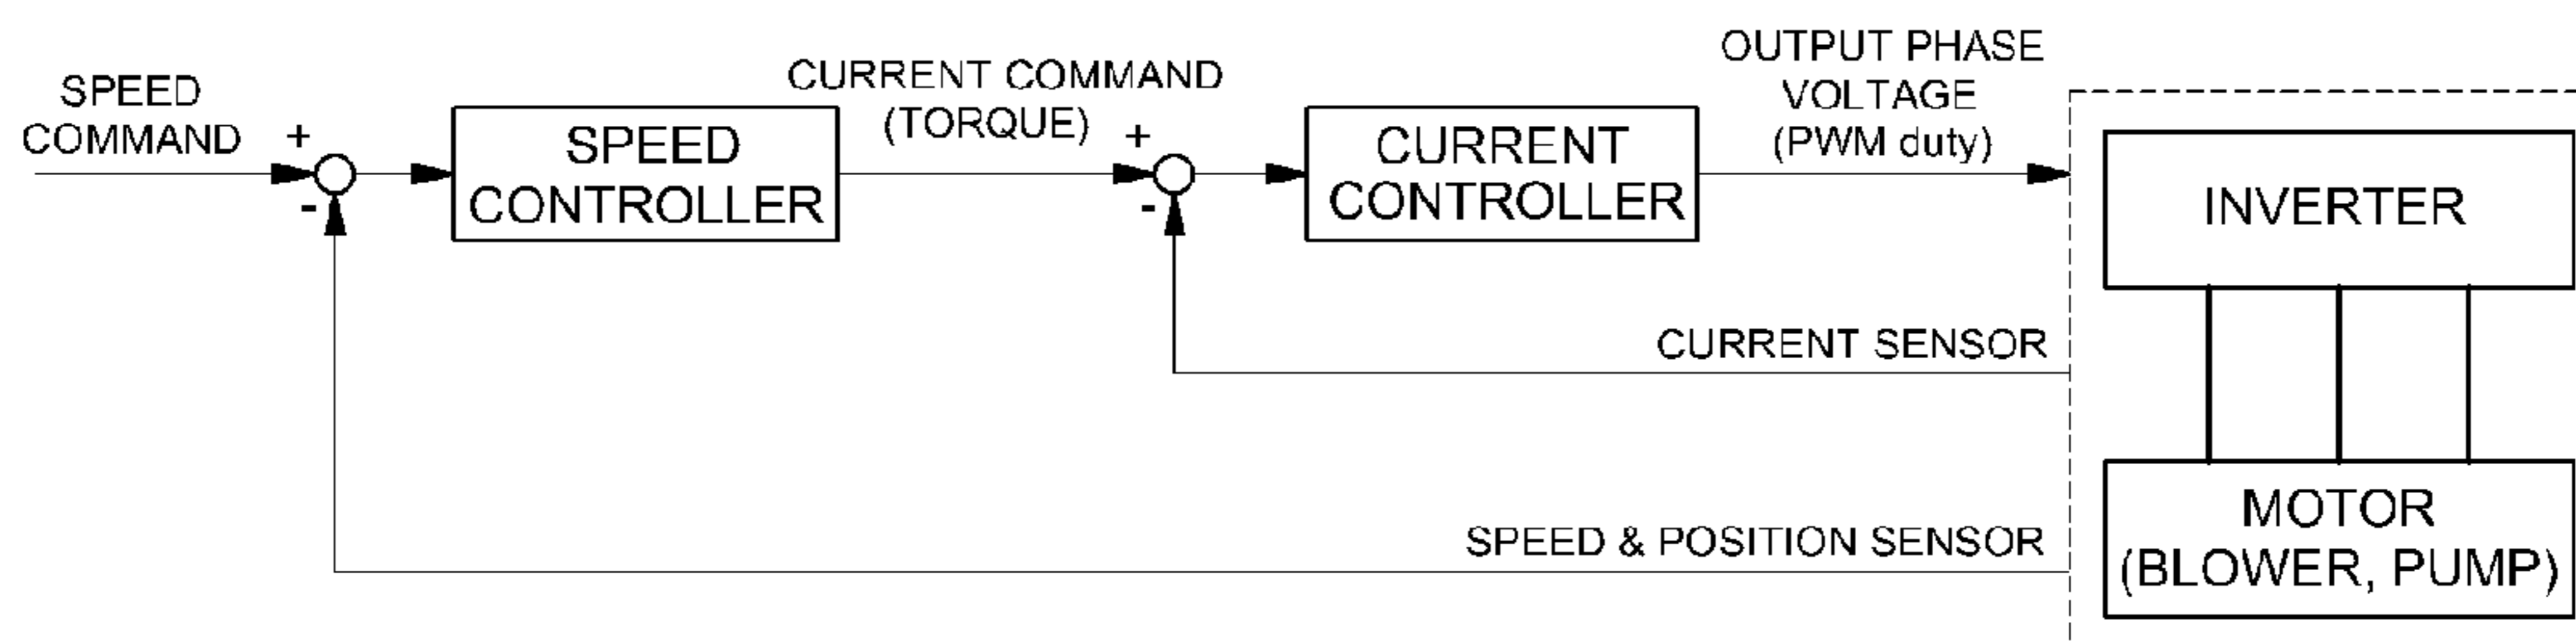 SPEED
COMMAND
+
-
SPEED
CONTROLLER
CURRENT COMMAND
(TORQUE)
+
-
CURRENT
CONTROLLER
OUTPUT PHASE
VOLTAGE
(PWM duty)
INVERTER
CURRENT SENSOR
SPEED & POSITION SENSOR
MOTOR
(BLOWER, PUMP)